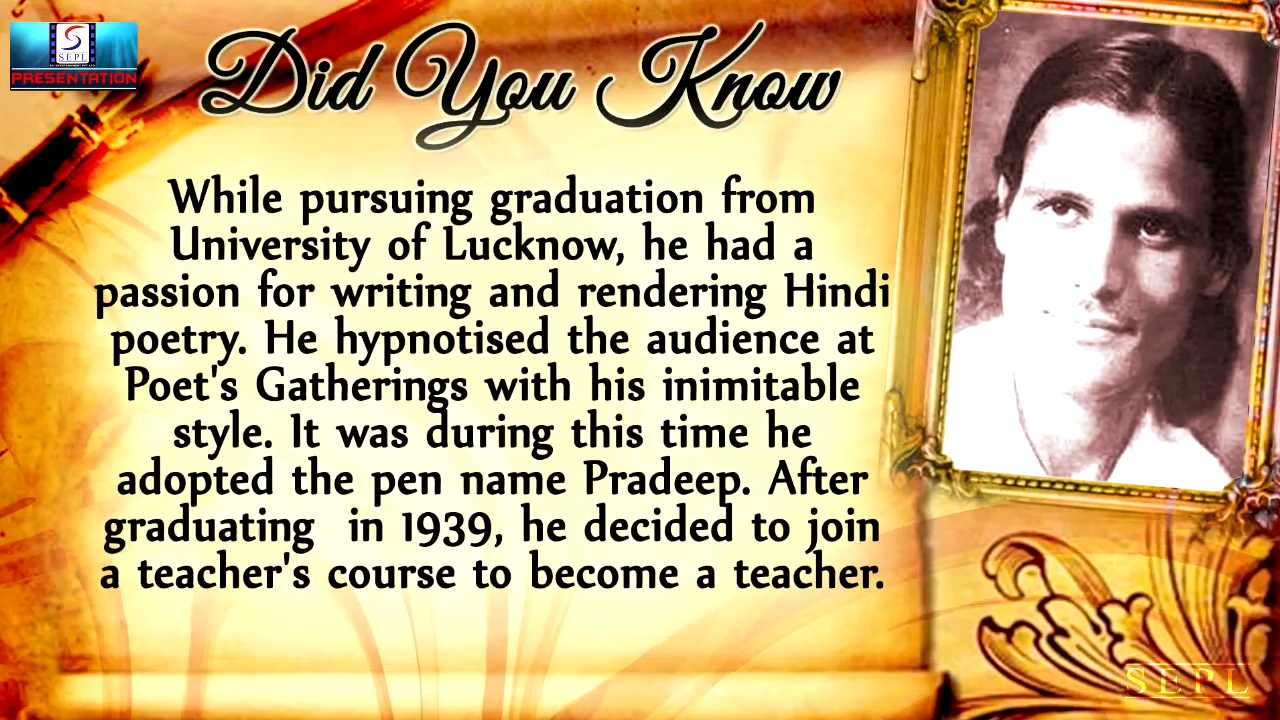 SEPL
PRESENTATION
Did You Know
While pursuing graduation from
University of Lucknow, he had a
passion for writing and rendering Hindi
poetry. He hypnotised the audience at
Poet's Gatherings with his inimitable
style. It was during this time he
adopted the pen name Pradeep. After
graduating in 1939, he decided to join
a teacher's course to become a teacher.
SEPL